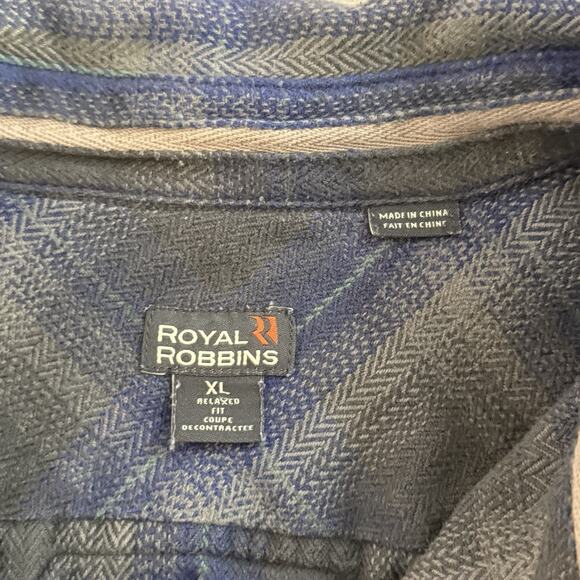 MADE IN CHINA
FAIT EN CHINE
ROYAL
ROBBINS
XL
RELAXED
FIT
COUPE
DECONTRACTEE